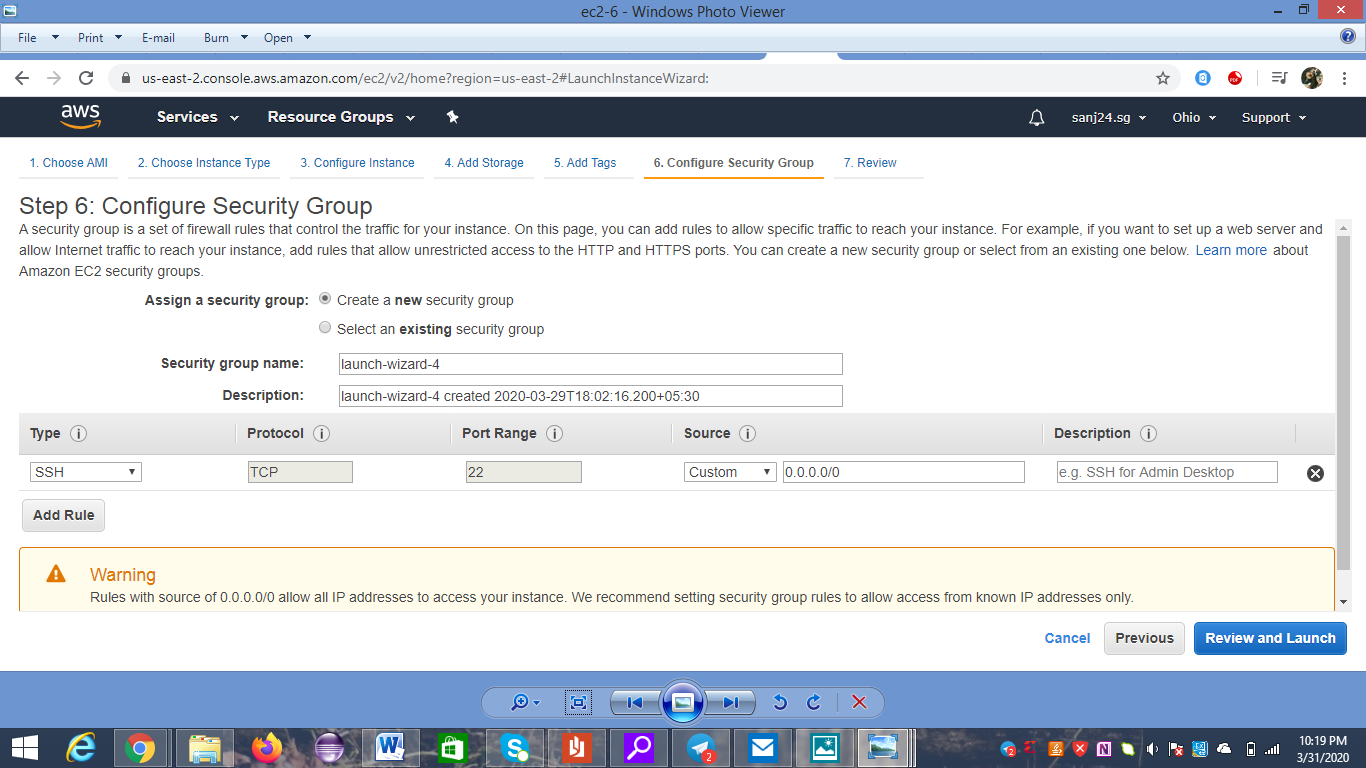 ec2-6 - Windows Photo Viewer
File Print E-mail Burn Open
us-east-2.console.aws.amazon.com/ec2/v2/home?region=us-east-2#LaunchInstanceWizard:
aws Services Resource Groups sanj24.sg Ohio Support
1. Choose AMI 2. Choose Instance Type 3. Configure Instance 4. Add Storage 5. Add Tags 6. Configure Security Group 7. Review
Step 6: Configure Security Group
A security group is a set of firewall rules that control the traffic for your instance. On this page, you can add rules to allow specific traffic to reach your instance. For example, if you want to set up a web server and
allow Internet traffic to reach your instance, add rules that allow unrestricted access to the HTTP and HTTPS ports. You can create a new security group or select from an existing one below. Learn more about
Amazon EC2 security groups.
Assign a security group: Create a new security group
Select an existing security group
Security group name: launch-wizard-4
Description: launch-wizard-4 created 2020-03-29T18:02:16.200+05:30
Type Protocol Port Range Source Description
SSH TCP 22 Custom 0.0.0.0/0 e.g. SSH for Admin Desktop
Add Rule
Warning
Rules with source of 0.0.0.0/0 allow all IP addresses to access your instance. We recommend setting security group rules to allow access from known IP addresses only.
Cancel Previous Review and Launch
10:19 PM
3/31/2020